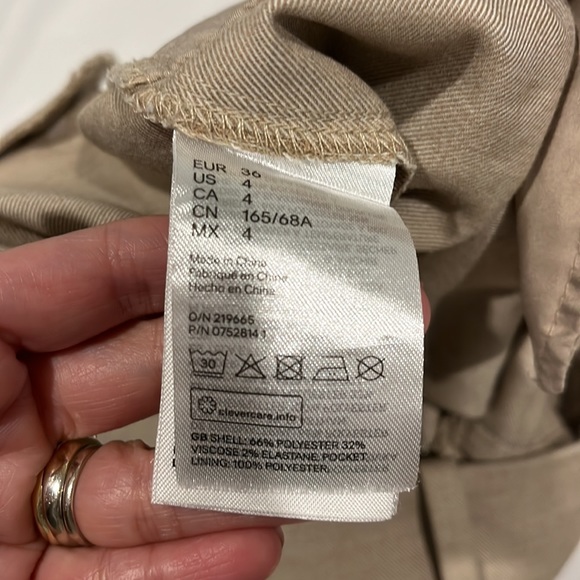 EUR 36
US 4
CA 4
CN 165/68A
MX 4
Made in China
Fabriqué en Chine
Hecho en China
O/N 219665
P/N 0752814 1
30
clevercare.info
GB SHELL: 66% POLYESTER 32%
VISCOSE 2% ELASTANE. POCKET
LINING: 100% POLYESTER.